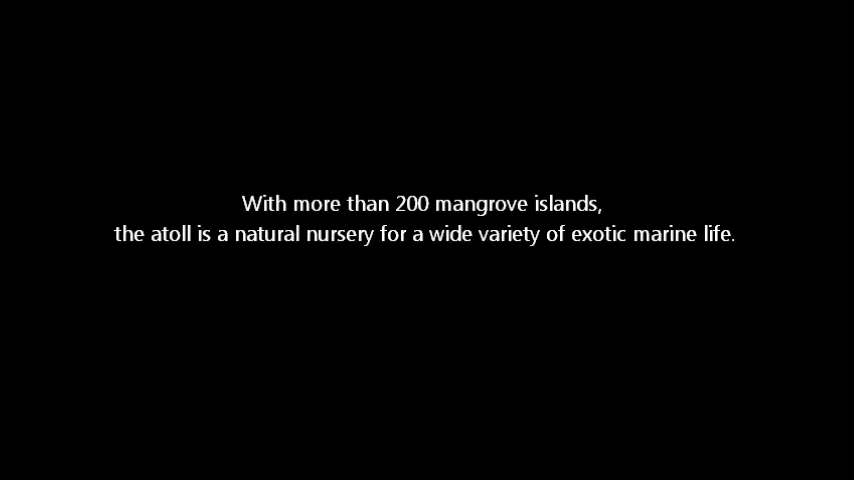 With more than 200 mangrove islands,
the atoll is a natural nursery for a wide variety of exotic marine life.